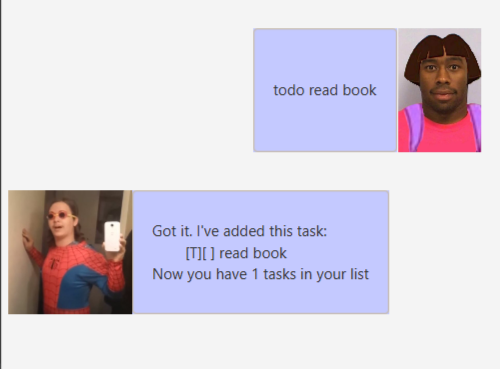 todo read book
Got it. I've added this task:
[T][ ] read book
Now you have 1 tasks in your list